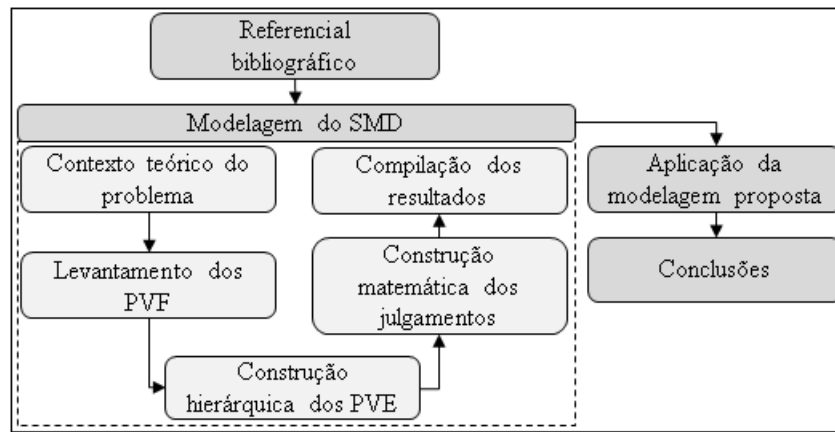 Referencial
bibliográfico
Modelagem do SMD
Contexto teórico do
problema
Levantamento dos
PVF
Construção
hierárquica dos PVE
Construção
matemática dos
julgamentos
Compilação dos
resultados
Aplicação da
modelagem proposta
Conclusões